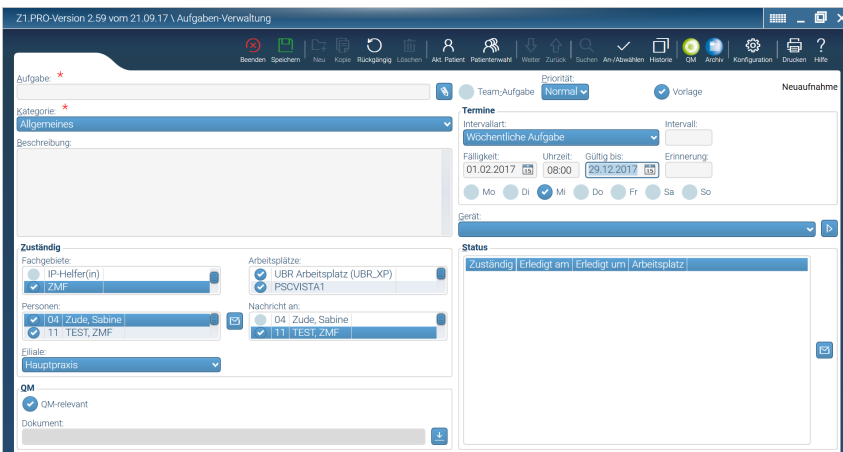 Z1.PRO-Version 2.59 vom 21.09.17 \ Aufgaben-Verwaltung
Beenden Speichern Neu Kopie Rückgängig Löschen Akt. Patient Patientenwahl Weiter Zurück Suchen An-/Abwählen Historie QM Archiv Konfiguration Drucken Hilfe
Aufgabe: *
Team-Aufgabe
Priorität:
Normal
Vorlage
Neuaufnahme
Kategorie: *
Allgemeines
Beschreibung:
Termine
Intervallart: Intervall:
Wöchentliche Aufgabe
Fälligkeit: Uhrzeit: Gültig bis: Erinnerung:
01.02.2017 15 08:00 29.12.2017 15
Mo Di Mi Do Fr Sa So
Gerät:
Zuständig
Fachgebiete:
IP-Helfer(in)
ZMF
Arbeitsplätze:
UBR Arbeitsplatz (UBR_XP)
PSCVISTA1
Personen:
04 Zude, Sabine
11 TEST, ZMF
Nachricht an:
04 Zude, Sabine
11 TEST, ZMF
Filiale:
Hauptpraxis
Status
Zuständig Erledigt am Erledigt um Arbeitsplatz
QM
QM-relevant
Dokument: